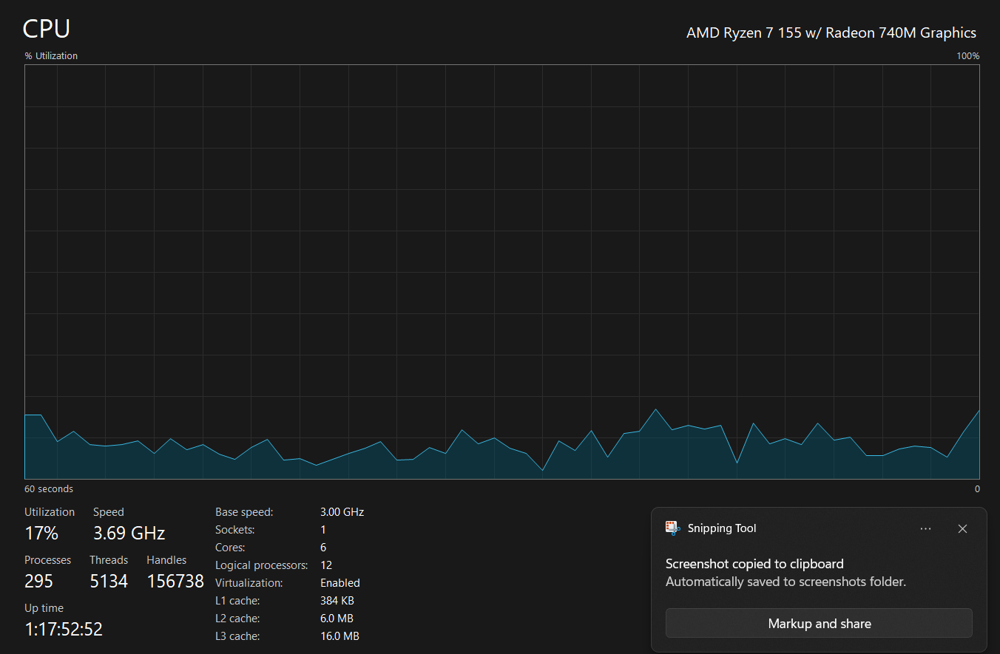 CPU
AMD Ryzen 7 155 w/ Radeon 740M Graphics
% Utilization
100%
60 seconds
0
Utilization
Speed
17%
3.69 GHz
Processes
Threads
Handles
295
5134
156738
Up time
1:17:52:52
Base speed:
3.00 GHz
Sockets:
1
Cores:
6
Logical processors:
12
Virtualization:
Enabled
L1 cache:
384 KB
L2 cache:
6.0 MB
L3 cache:
16.0 MB
Snipping Tool
Screenshot copied to clipboard
Automatically saved to screenshots folder.
Markup and share